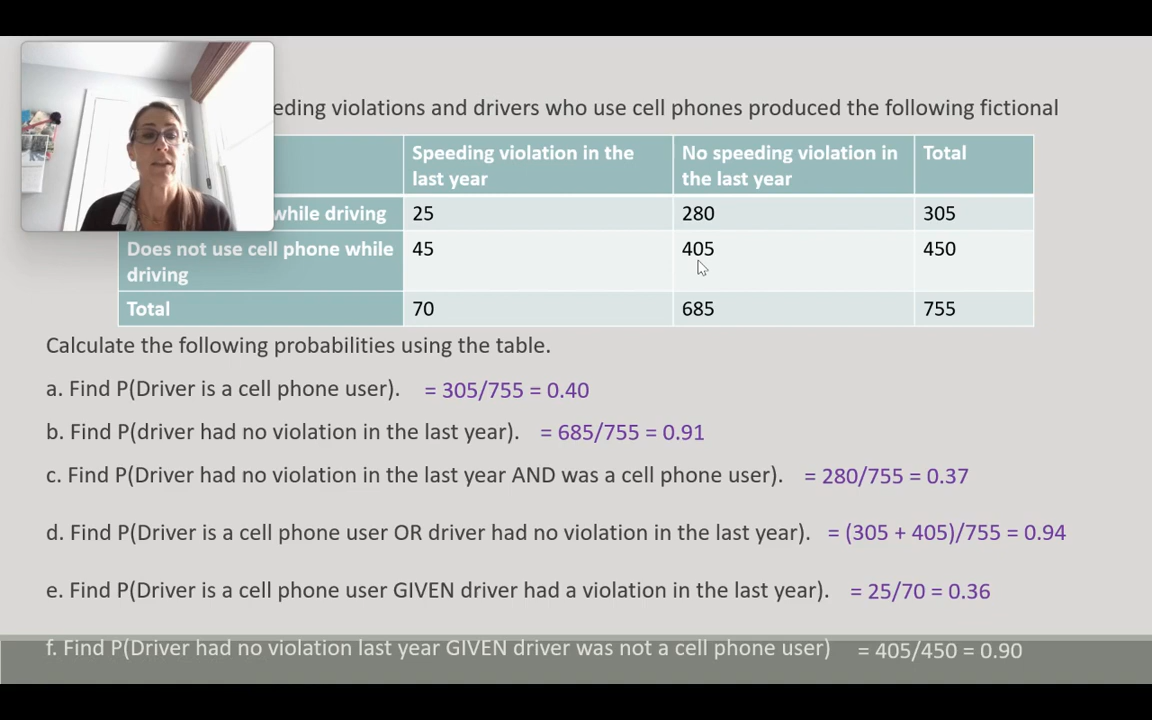 eding violations and drivers who use cell phones produced the following fictional
Speeding violation in the last year No speeding violation in the last year Total
while driving 25 280 305
Does not use cell phone while driving 45 405 450
Total 70 685 755
Calculate the following probabilities using the table.
a. Find P(Driver is a cell phone user). = 305/755 = 0.40
b. Find P(driver had no violation in the last year). = 685/755 = 0.91
c. Find P(Driver had no violation in the last year AND was a cell phone user). = 280/755 = 0.37
d. Find P(Driver is a cell phone user OR driver had no violation in the last year). = (305 + 405)/755 = 0.94
e. Find P(Driver is a cell phone user GIVEN driver had a violation in the last year). = 25/70 = 0.36
f. Find P(Driver had no violation last year GIVEN driver was not a cell phone user) = 405/450 = 0.90